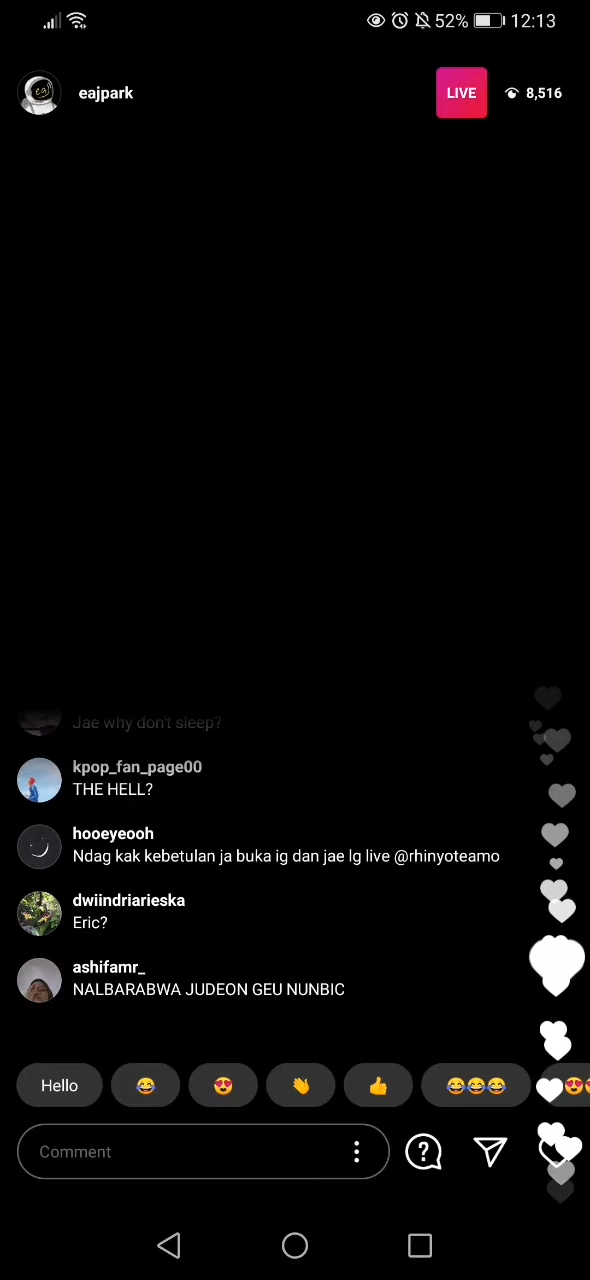 52% 12:13
eajpark LIVE 8,516
Jae why don't sleep?
kpop_fan_page00
THE HELL?
hooeyeooh
Ndag kak kebetulan ja buka ig dan jae lg live @rhinyoteamo
dwiindriarieska
Eric?
ashifamr_
NALBARABWA JUDEON GEU NUNBIC
Hello 😂 😍 👋 👍 😂😂😂 😍
Comment